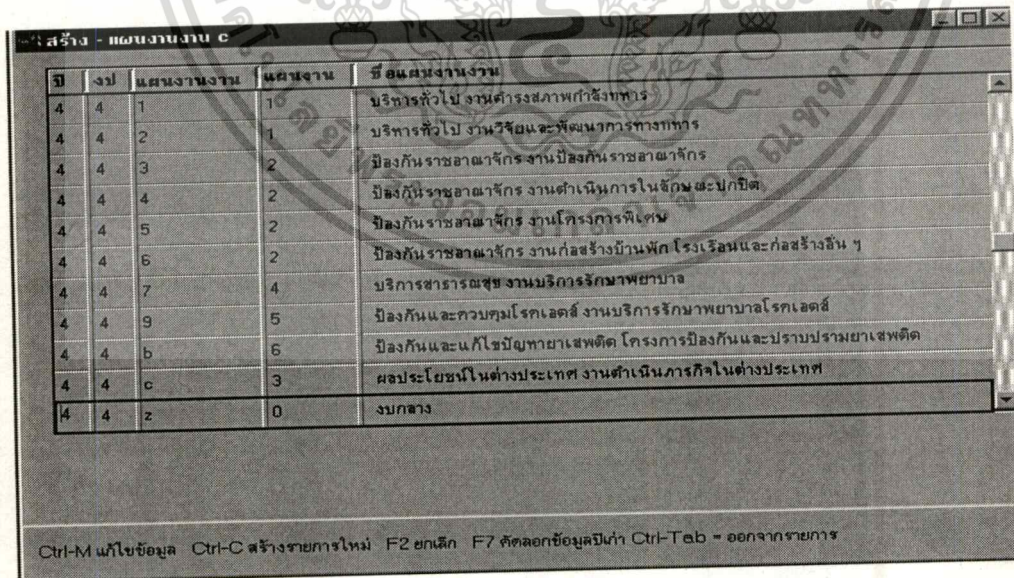 สร้าง - แผนงานงาน c
ปี งป แผนงานงาน แผนงาน ชื่อแผนงานงาน
4 4 1 1 บริหารทั่วไป งานดำรงสภาพกำลังทหาร
4 4 2 1 บริหารทั่วไป งานวิจัยและพัฒนาการทางทหาร
4 4 3 2 ป้องกันราชอาณาจักร งานป้องกันราชอาณาจักร
4 4 4 2 ป้องกันราชอาณาจักร งานดำเนินการในลักษณะปกปิด
4 4 5 2 ป้องกันราชอาณาจักร งานโครงการพิเศษ
4 4 6 2 ป้องกันราชอาณาจักร งานก่อสร้างบ้านพัก โรงเรือนและก่อสร้างอื่น ๆ
4 4 7 4 บริการสาธารณสุข งานบริการรักษาพยาบาล
4 4 9 5 ป้องกันและควบคุมโรคเอดส์ งานบริการรักษาพยาบาลโรคเอดส์
4 4 b 6 ป้องกันและแก้ไขปัญหายาเสพติด โครงการป้องกันและปราบปรามยาเสพติด
4 4 c 3 ผลประโยชน์ในต่างประเทศ งานดำเนินภารกิจในต่างประเทศ
4 4 z 0 งบกลาง
Ctrl-M แก้ไขข้อมูล Ctrl-C สร้างรายการใหม่ F2 ยกเลิก F7 คัดลอกข้อมูลปีเก่า Ctrl-Tab = ออกจากรายการ